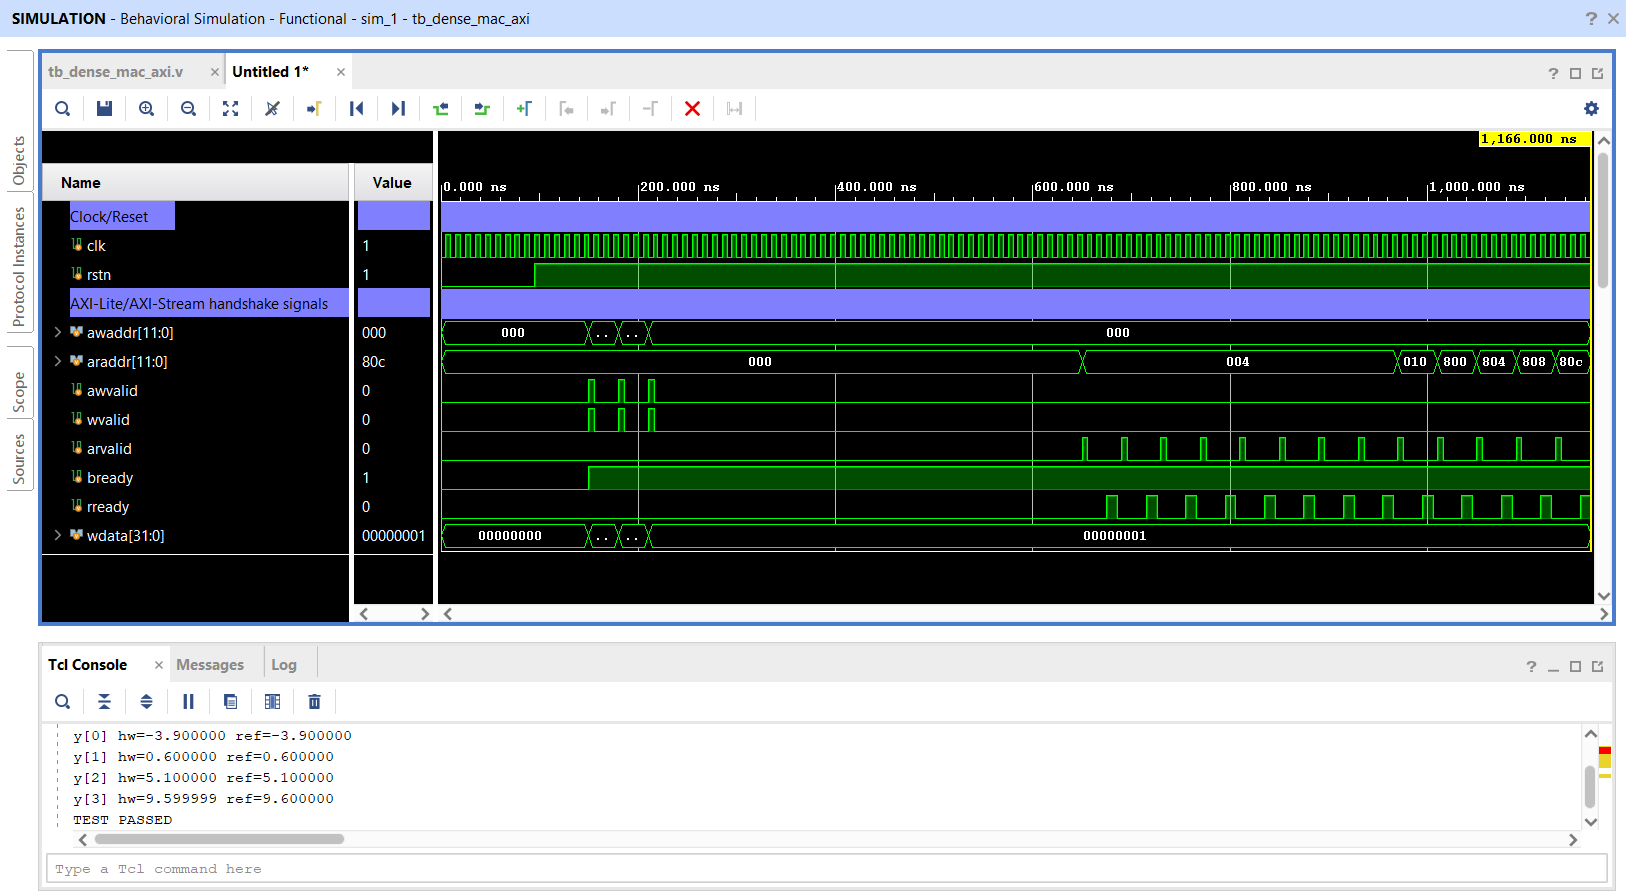 SIMULATION - Behavioral Simulation - Functional - sim_1 - tb_dense_mac_axi
? ×
tb_dense_mac_axi.v × Untitled 1* ×
?
1,166.000 ns
Name Value
0.000 ns 200.000 ns 400.000 ns 600.000 ns 800.000 ns 1,000.000 ns
Clock/Reset
clk 1
rstn 1
AXI-Lite/AXI-Stream handshake signals
awaddr[11:0] 000 000 .. .. 000
araddr[11:0] 80c 000 004 010 800 804 808 80c
awvalid 0
wvalid 0
arvalid 0
bready 1
rready 0
wdata[31:0] 00000001 00000000 .. .. 00000001
Objects
Protocol Instances
Scope
Sources
Tcl Console × Messages Log
?
y[0] hw=-3.900000 ref=-3.900000
y[1] hw=0.600000 ref=0.600000
y[2] hw=5.100000 ref=5.100000
y[3] hw=9.599999 ref=9.600000
TEST PASSED
Type a Tcl command here